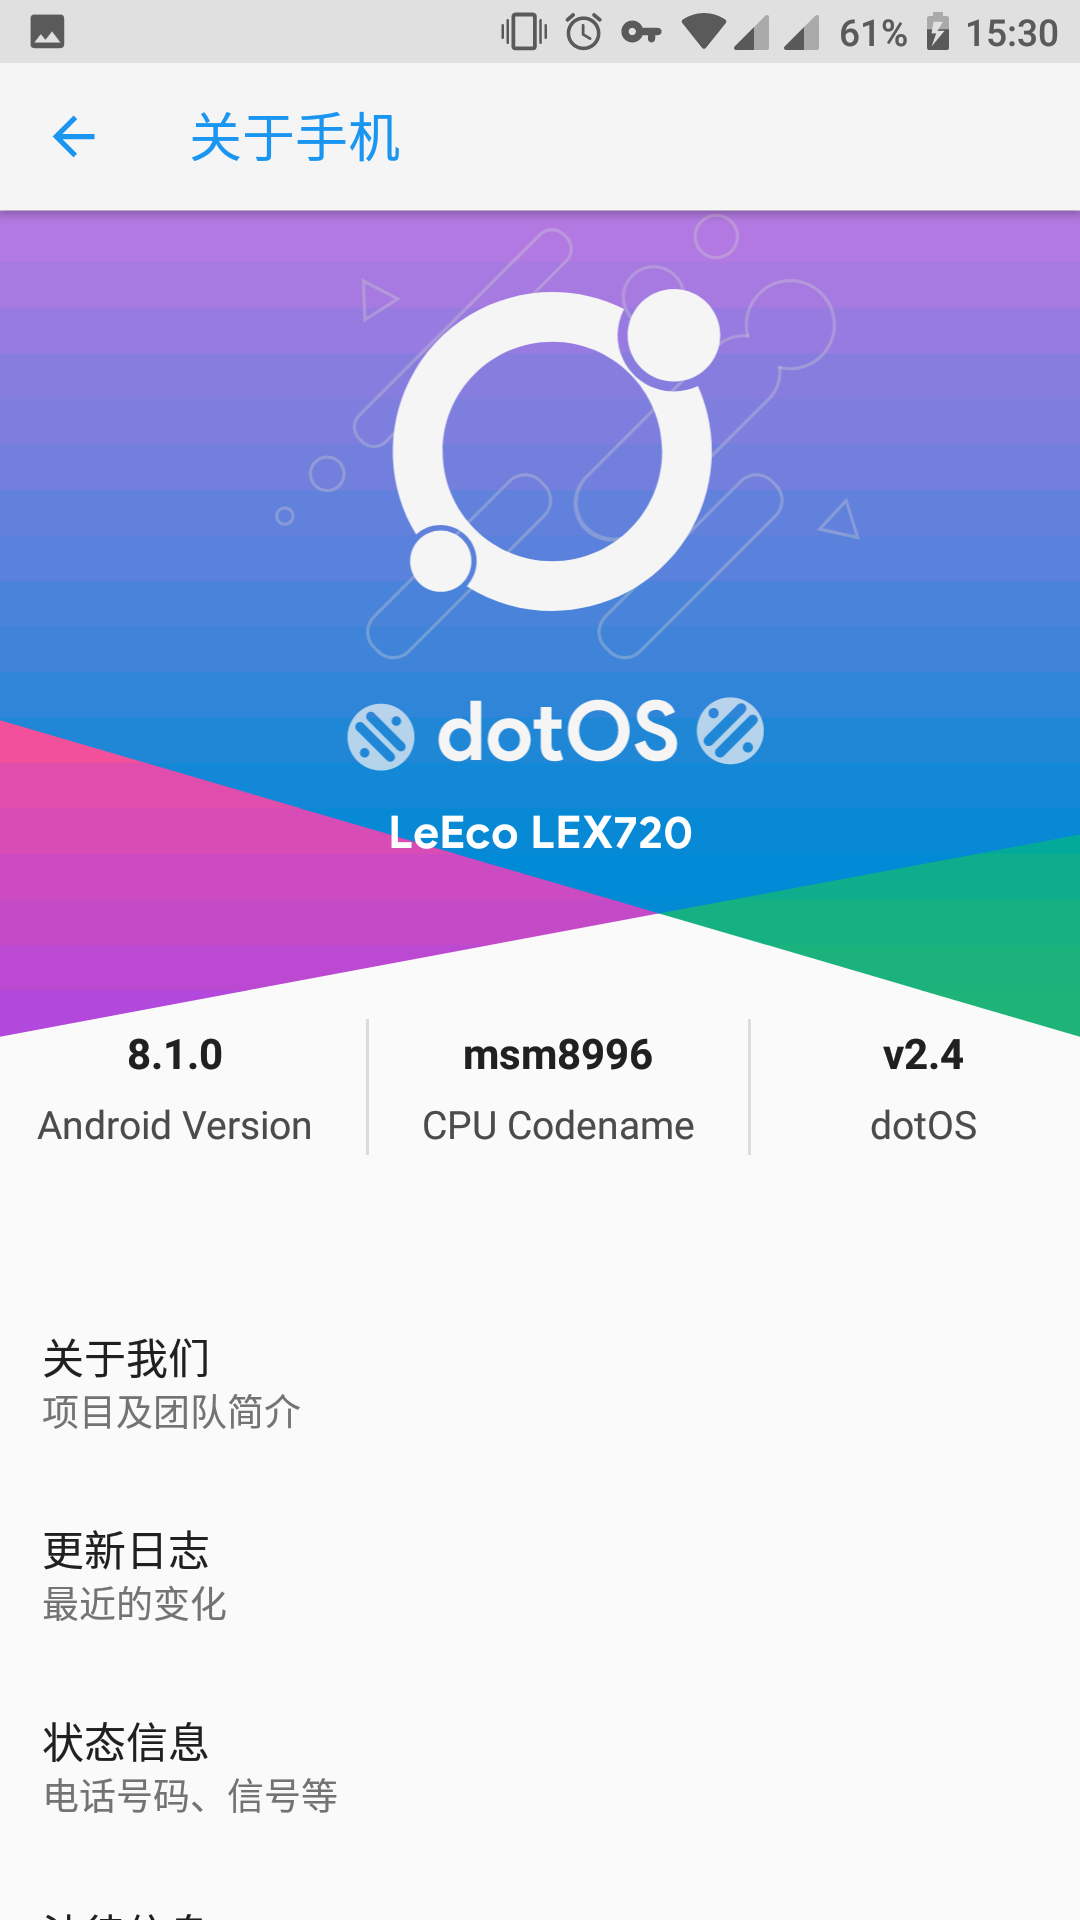 61% 15:30
关于手机
dotOS
LeEco LEX720
8.1.0
Android Version
msm8996
CPU Codename
v2.4
dotOS
关于我们
项目及团队简介
更新日志
最近的变化
状态信息
电话号码、信号等